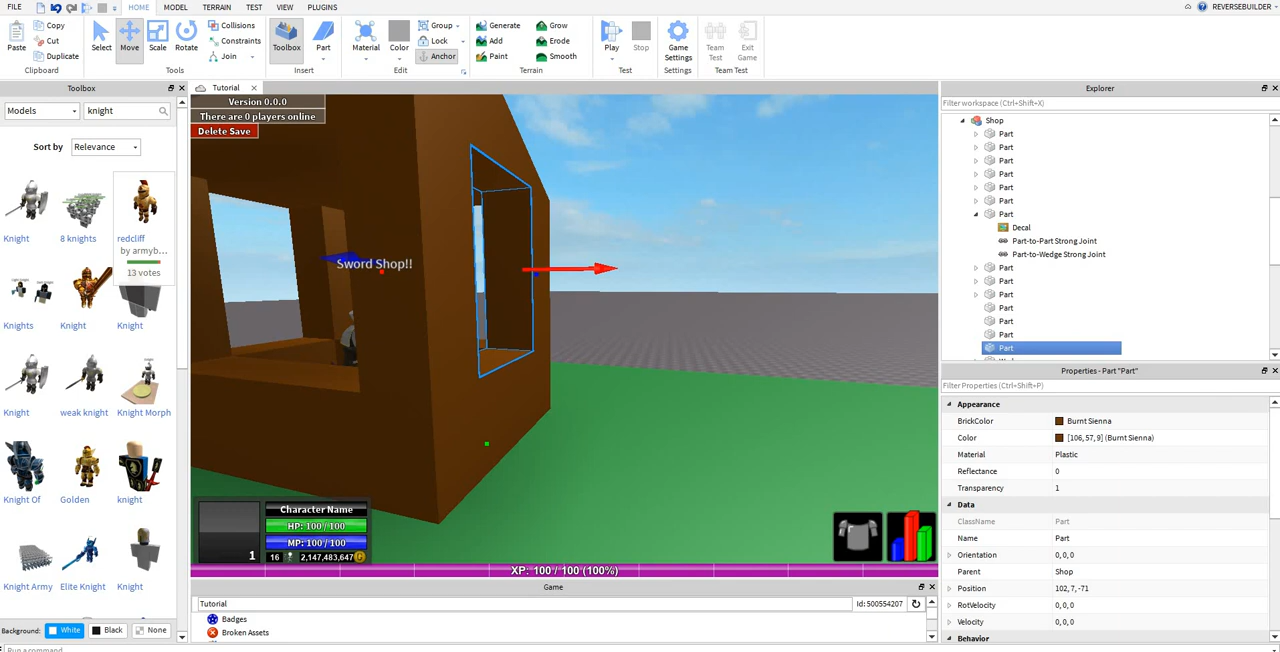 FILE HOME MODEL TERRAIN TEST VIEW PLUGINS REVERSEBUILDER
Paste Copy Cut Duplicate Clipboard
Select Move Scale Rotate Collisions Constraints Join Tools
Toolbox Part Insert
Material Color Group Lock Anchor Edit
Generate Add Paint Grow Erode Smooth Terrain
Play Stop Test
Game Settings Settings
Team Test Exit Game Team Test
Toolbox
Models knight
Sort by Relevance
Knight 8 knights redcliff
by armyb...
13 votes
Knights Knight Knight
Knight weak knight Knight Morph
Knight Of Golden knight
Knight Army Elite Knight Knight
Background: White Black None
Tutorial
Version 0.0.0
There are 0 players online
Delete Save
Sword Shop!!
Character Name
HP: 100 / 100
MP: 100 / 100
1 16 2,147,483,647
XP: 100 / 100 (100%)
Game
Tutorial Id: 500554207
Badges
Broken Assets
Explorer
Filter workspace (Ctrl+Shift+X)
Shop
Part
Part
Part
Part
Part
Part
Part
Decal
Part-to-Part Strong Joint
Part-to-Wedge Strong Joint
Part
Part
Part
Part
Part
Part
Part
Properties - Part "Part"
Filter Properties (Ctrl+Shift+P)
Appearance
BrickColor Burnt Sienna
Color [106, 57, 9] (Burnt Sienna)
Material Plastic
Reflectance 0
Transparency 1
Data
ClassName Part
Name Part
Orientation 0, 0, 0
Parent Shop
Position 102, 7, -71
RotVelocity 0, 0, 0
Velocity 0, 0, 0
Behavior
Run a command